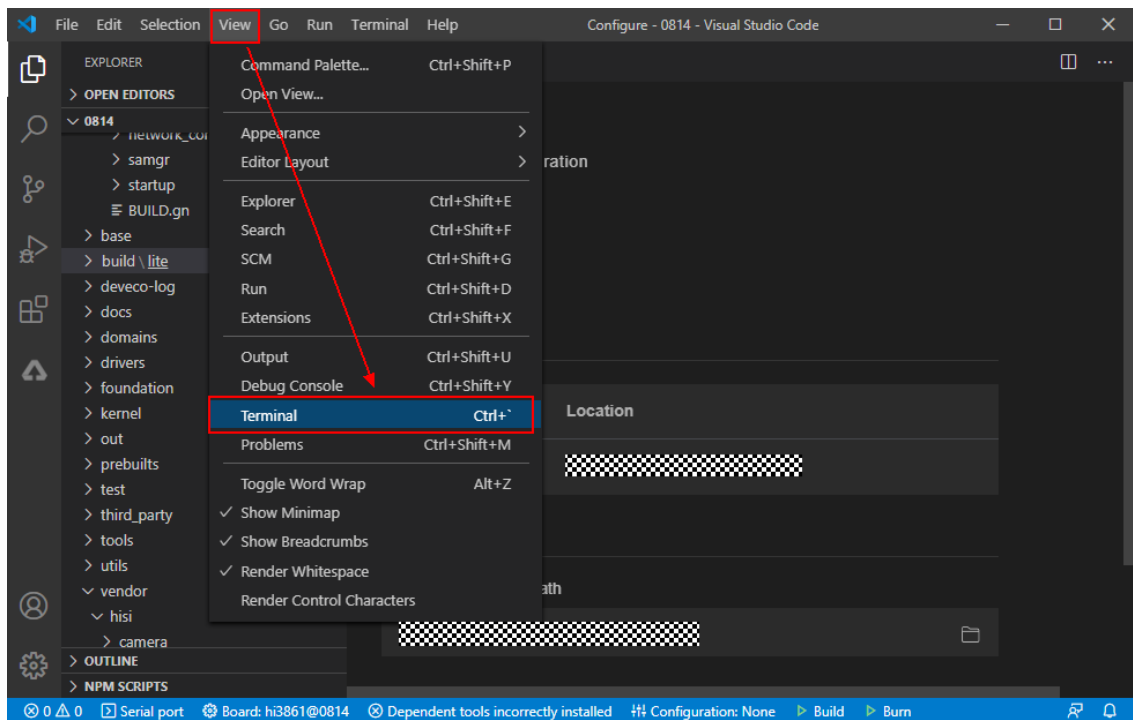 File Edit Selection View Go Run Terminal Help Configure - 0814 - Visual Studio Code
EXPLORER
OPEN EDITORS
0814
samgr
startup
BUILD.gn
base
build \ lite
deveco-log
docs
domains
drivers
foundation
kernel
out
prebuilts
test
third_party
tools
utils
vendor
hisi
camera
OUTLINE
NPM SCRIPTS
Command Palette... Ctrl+Shift+P
Open View...
Appearance
Editor Layout
Explorer Ctrl+Shift+E
Search Ctrl+Shift+F
SCM Ctrl+Shift+G
Run Ctrl+Shift+D
Extensions Ctrl+Shift+X
Output Ctrl+Shift+U
Debug Console Ctrl+Shift+Y
Terminal Ctrl+`
Problems Ctrl+Shift+M
Toggle Word Wrap Alt+Z
Show Minimap
Show Breadcrumbs
Render Whitespace
Render Control Characters
ration
Location
ath
0 0 Serial port Board: hi3861@0814 Dependent tools incorrectly installed Configuration: None Build Burn